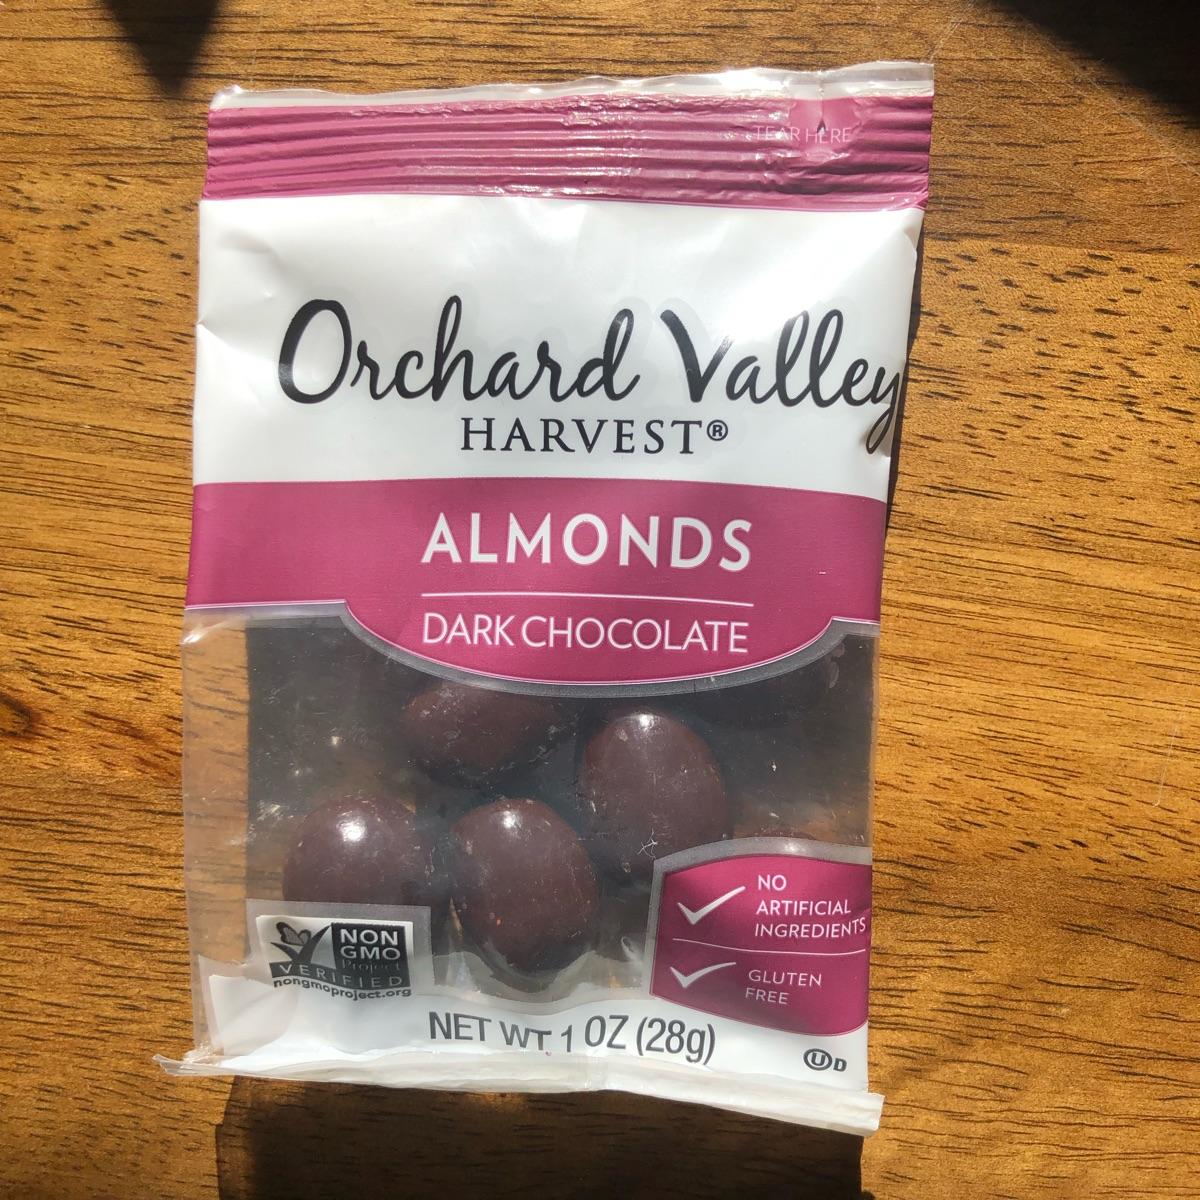 TEAR HERE
Orchard Valley
HARVEST®
ALMONDS
DARK CHOCOLATE
NO
ARTIFICIAL
INGREDIENTS
GLUTEN
FREE
NON
GMO
Project
VERIFIED
nongmoproject.org
NET WT 1 OZ (28g)
U D